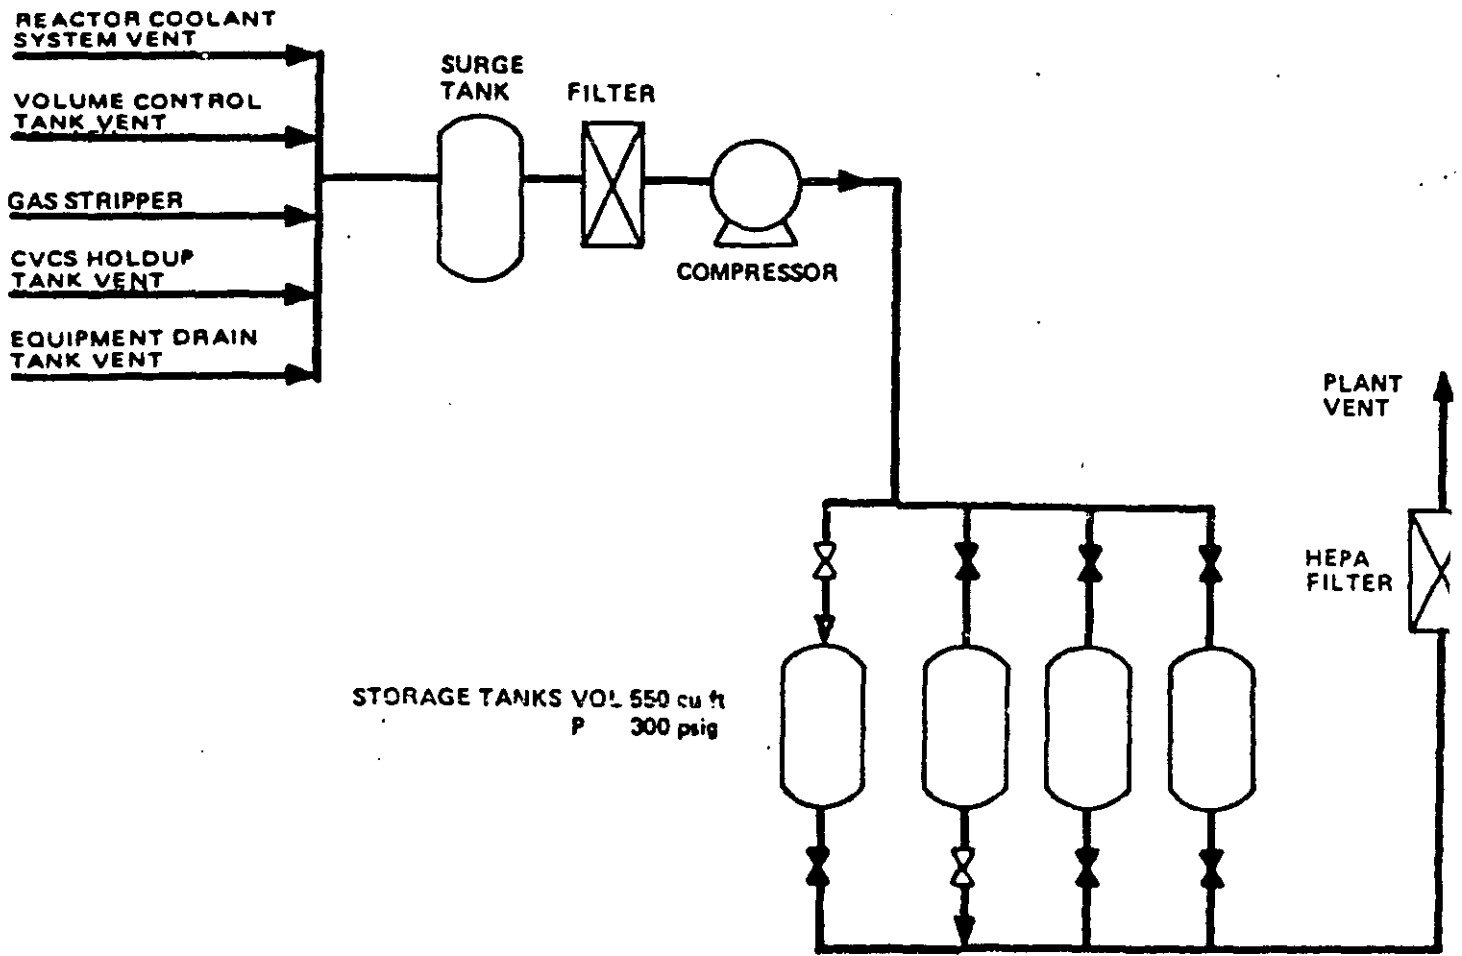 REACTOR COOLANT
SYSTEM VENT
VOLUME CONTROL
TANK VENT
GAS STRIPPER
CVCS HOLDUP
TANK VENT
EQUIPMENT DRAIN
TANK VENT
SURGE
TANK
FILTER
COMPRESSOR
PLANT
VENT
HEPA
FILTER
STORAGE TANKS VOL 550 cu ft
P 300 psig